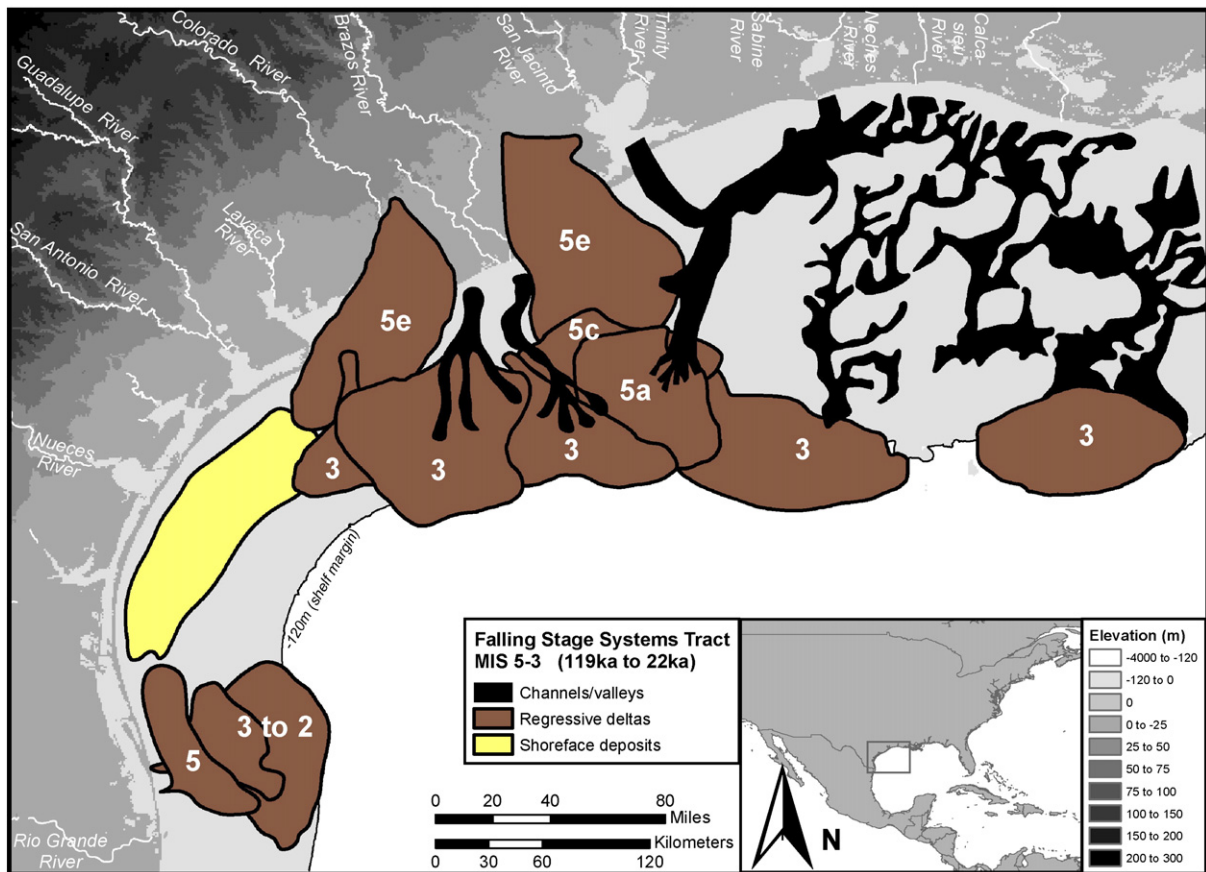 Colorado
River
Brazos River
San Jacinto
River
Trinity
River
Sabine
River
Neches
River
Calca
sieu
River
Guadalupe
River
Lavaca
River
San Antonio
River
5e
5e
5c
5a
3
3
3
3
3
Nueces
River
-120m (shelf margin)
3 to 2
5
Rio Grande
River
Falling Stage Systems Tract
MIS 5-3 (119ka to 22ka)
Channels/valleys
Regressive deltas
Shoreface deposits
0 20 40 80
Miles
Kilometers
0 30 60 120
N
Elevation (m)
-4000 to -120
-120 to 0
0
0 to -25
25 to 50
50 to 75
75 to 100
100 to 150
150 to 200
200 to 300